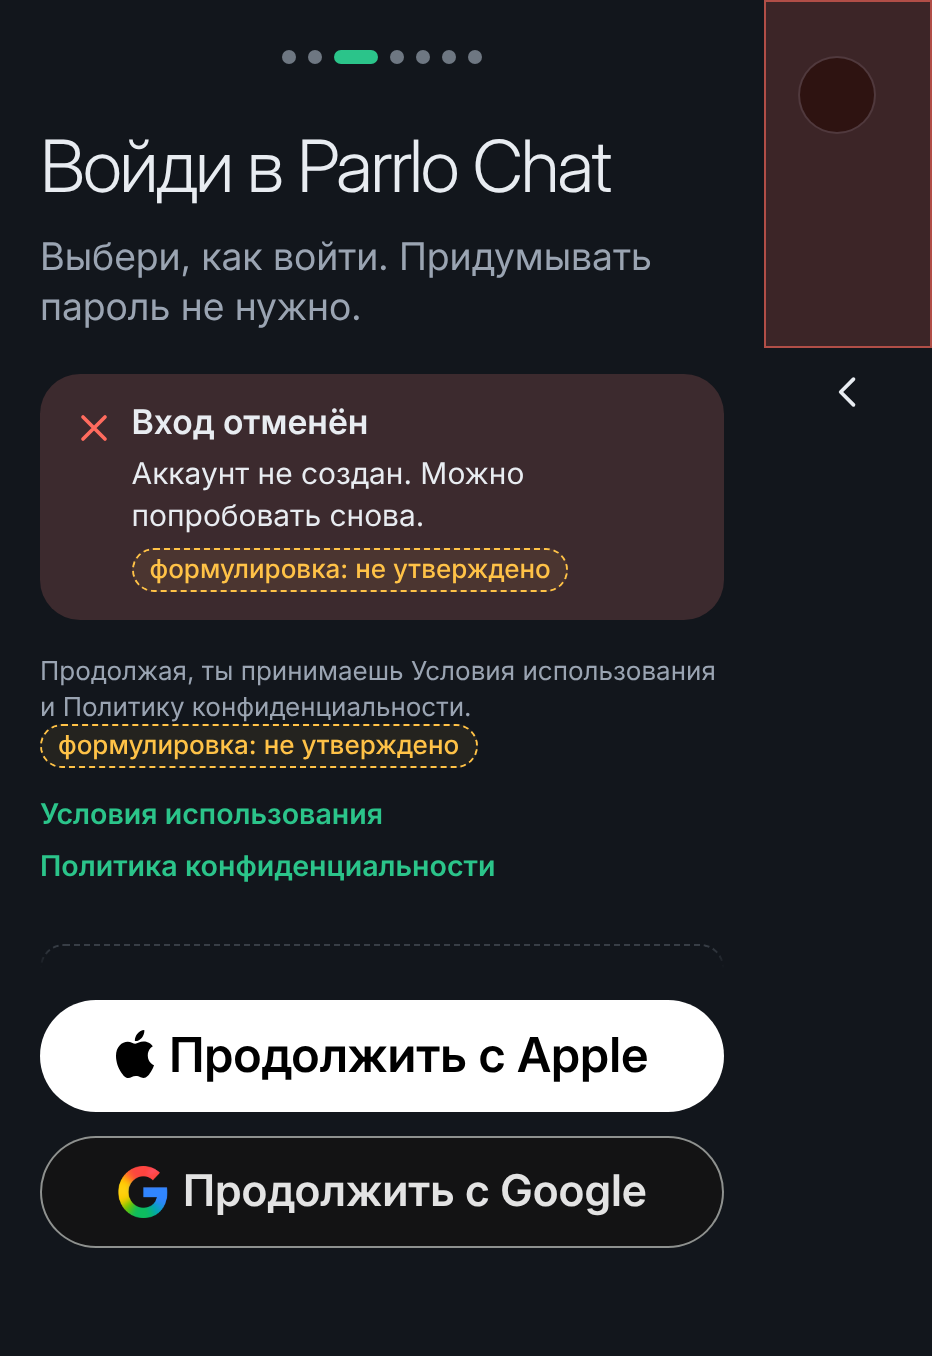 Войди в Parrlo Chat
Выбери, как войти. Придумывать
пароль не нужно.
Вход отменён
Аккаунт не создан. Можно
попробовать снова.
формулировка: не утверждено
Продолжая, ты принимаешь Условия использования
и Политику конфиденциальности.
формулировка: не утверждено
Условия использования
Политика конфиденциальности
Продолжить с Apple
Продолжить с Google